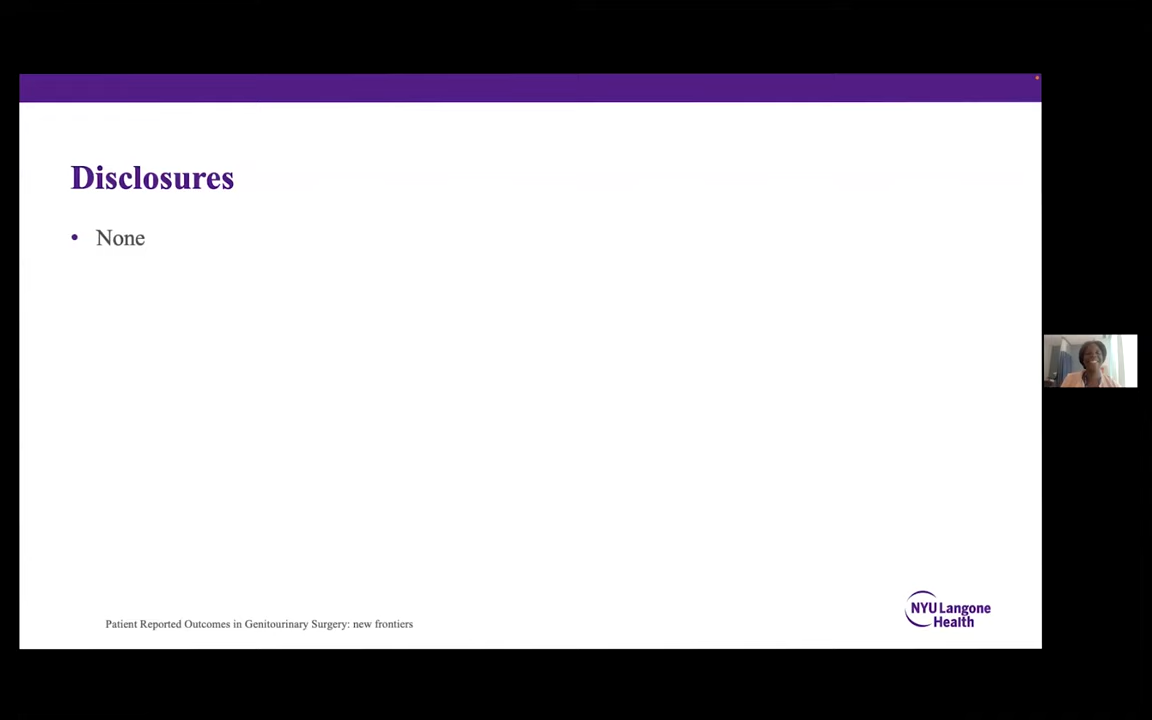 Disclosures
• None
Patient Reported Outcomes in Genitourinary Surgery: new frontiers
NYU Langone
Health